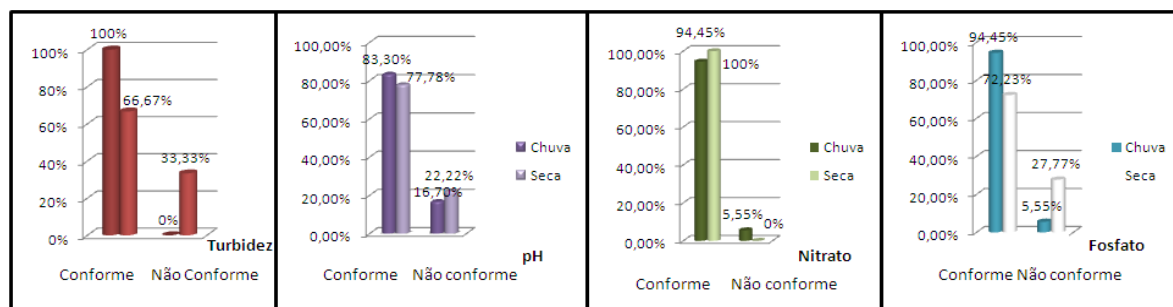 100%
100%
80%
60%
40%
20%
0%
66,67%
33,33%
0%
Turbidez
Conforme Não Conforme
100,00%
80,00%
60,00%
40,00%
20,00%
0,00%
83,30%
77,78%
16,70%
22,22%
Chuva
Seca
pH
Conforme Não conforme
100,00%
80,00%
60,00%
40,00%
20,00%
0,00%
94,45%
100%
5,55%
0%
Chuva
Seca
Nitrato
Conforme Não conforme
100,00%
80,00%
60,00%
40,00%
20,00%
0,00%
94,45%
72,23%
5,55%
27,77%
Chuva
Seca
Fosfato
Conforme Não conforme